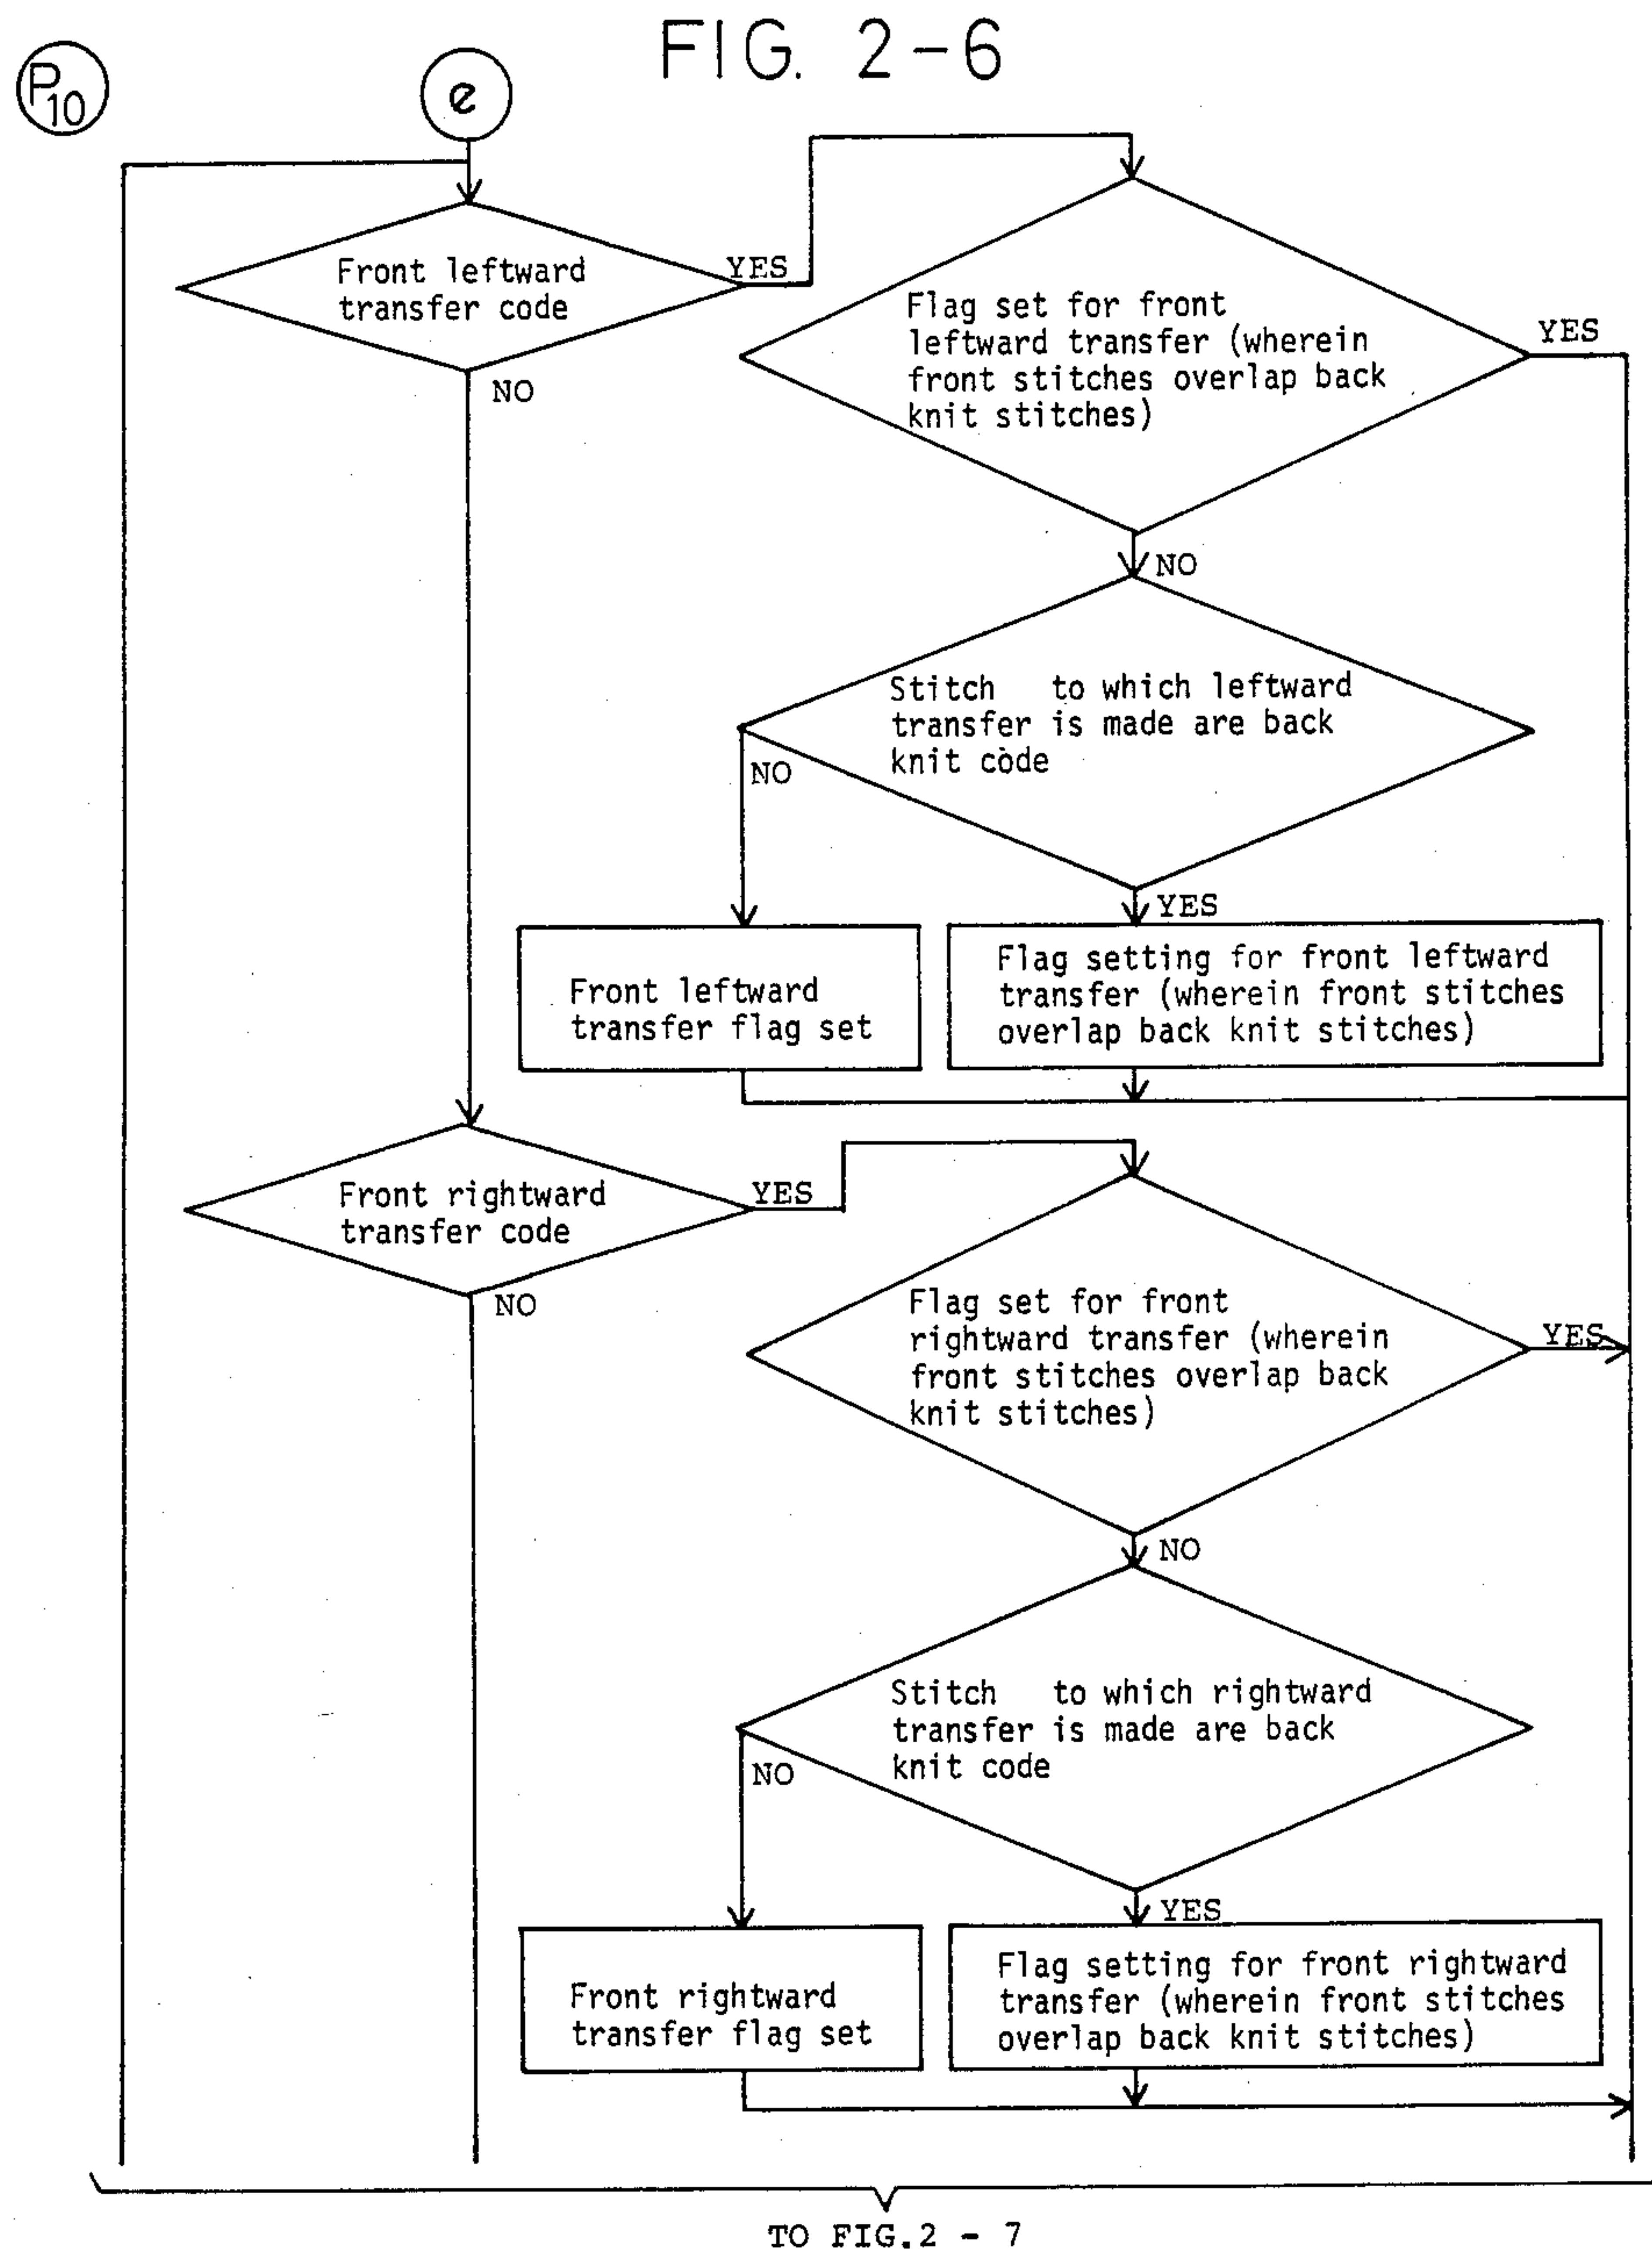 FIG. 2-6
P10
e
Front leftward
transfer code
YES
NO
Flag set for front
leftward transfer (wherein
front stitches overlap back
knit stitches)
YES
NO
Stitch to which leftward
transfer is made are back
knit code
NO
YES
Front leftward
transfer flag set
Flag setting for front leftward
transfer (wherein front stitches
overlap back knit stitches)
Front rightward
transfer code
YES
NO
Flag set for front
rightward transfer (wherein
front stitches overlap back
knit stitches)
YES
NO
Stitch to which rightward
transfer is made are back
knit code
NO
YES
Front rightward
transfer flag set
Flag setting for front rightward
transfer (wherein front stitches
overlap back knit stitches)
TO FIG.2 - 7